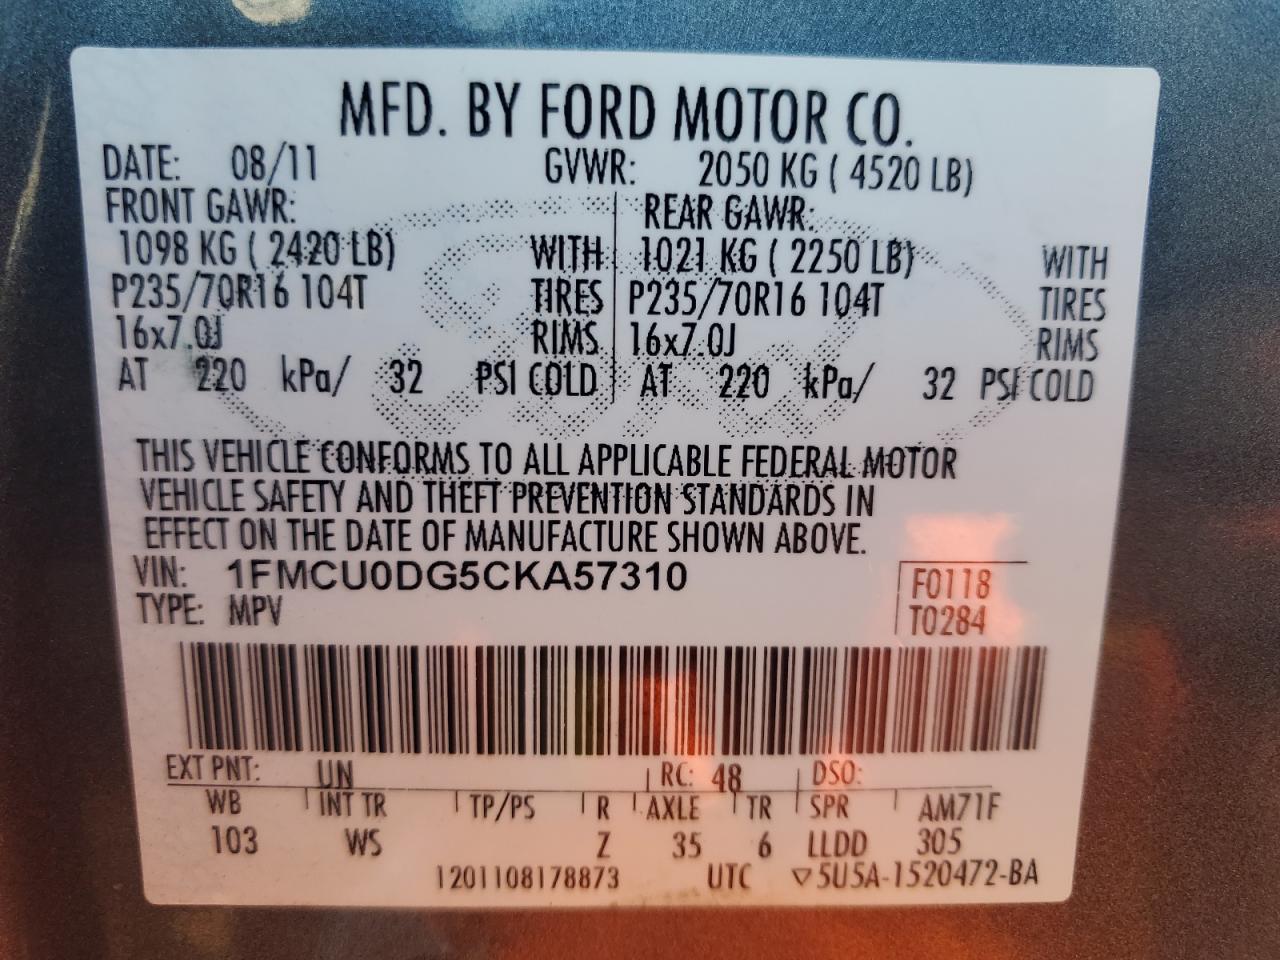 MFD. BY FORD MOTOR CO.
DATE: 08/11 GVWR: 2050 KG ( 4520 LB)
FRONT GAWR: REAR GAWR:
1098 KG ( 2420 LB) WITH 1021 KG ( 2250 LB) WITH
P235/70R16 104T TIRES P235/70R16 104T TIRES
16x7.0J RIMS 16x7.0J RIMS
AT 220 kPa/ 32 PSI COLD AT 220 kPa/ 32 PSI COLD
THIS VEHICLE CONFORMS TO ALL APPLICABLE FEDERAL MOTOR
VEHICLE SAFETY AND THEFT PREVENTION STANDARDS IN
EFFECT ON THE DATE OF MANUFACTURE SHOWN ABOVE.
VIN: 1FMCU0DG5CKA57310 F0118
TYPE: MPV T0284
EXT PNT: UN RC: 48 DSO:
WB INT TR TP/PS R AXLE TR SPR AM71F
103 WS Z 35 6 LLDD 305
1201108178873 UTC ▽5U5A-1520472-BA